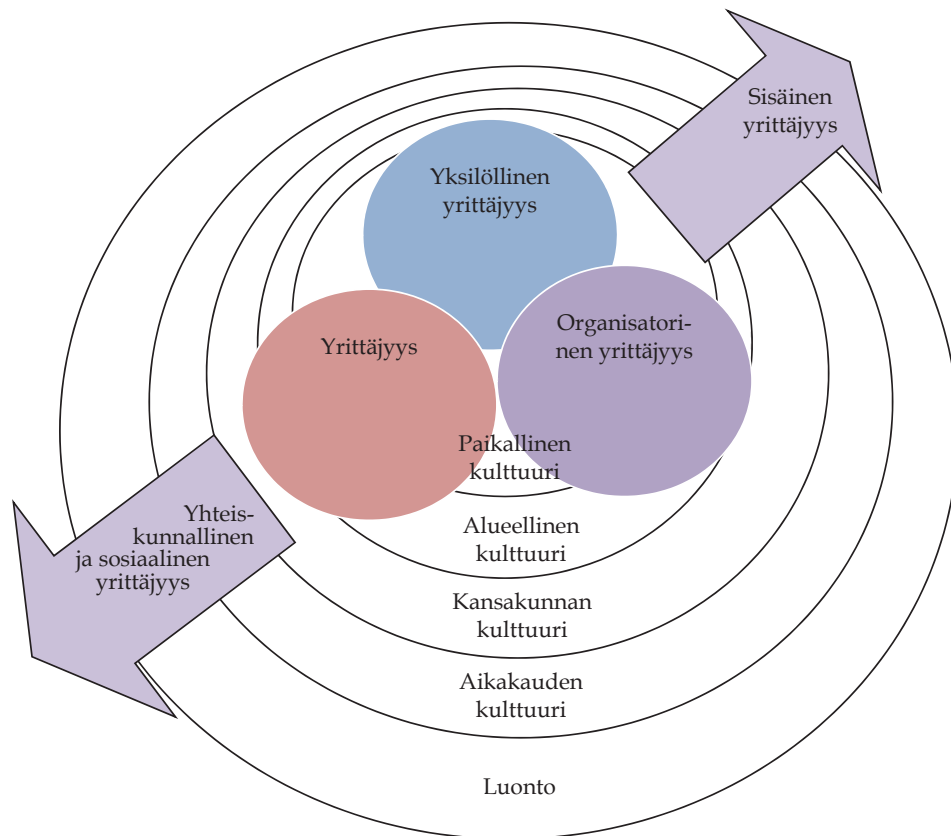 Sisäinen
yrittäjyys
Yksilöllinen
yrittäjyys
Organisatori-
nen yrittäjyys
Yrittäjyys
Paikallinen
kulttuuri
Yhteis-
kunnallinen
ja sosiaalinen
yrittäjyys
Alueellinen
kulttuuri
Kansakunnan
kulttuuri
Aikakauden
kulttuuri
Luonto